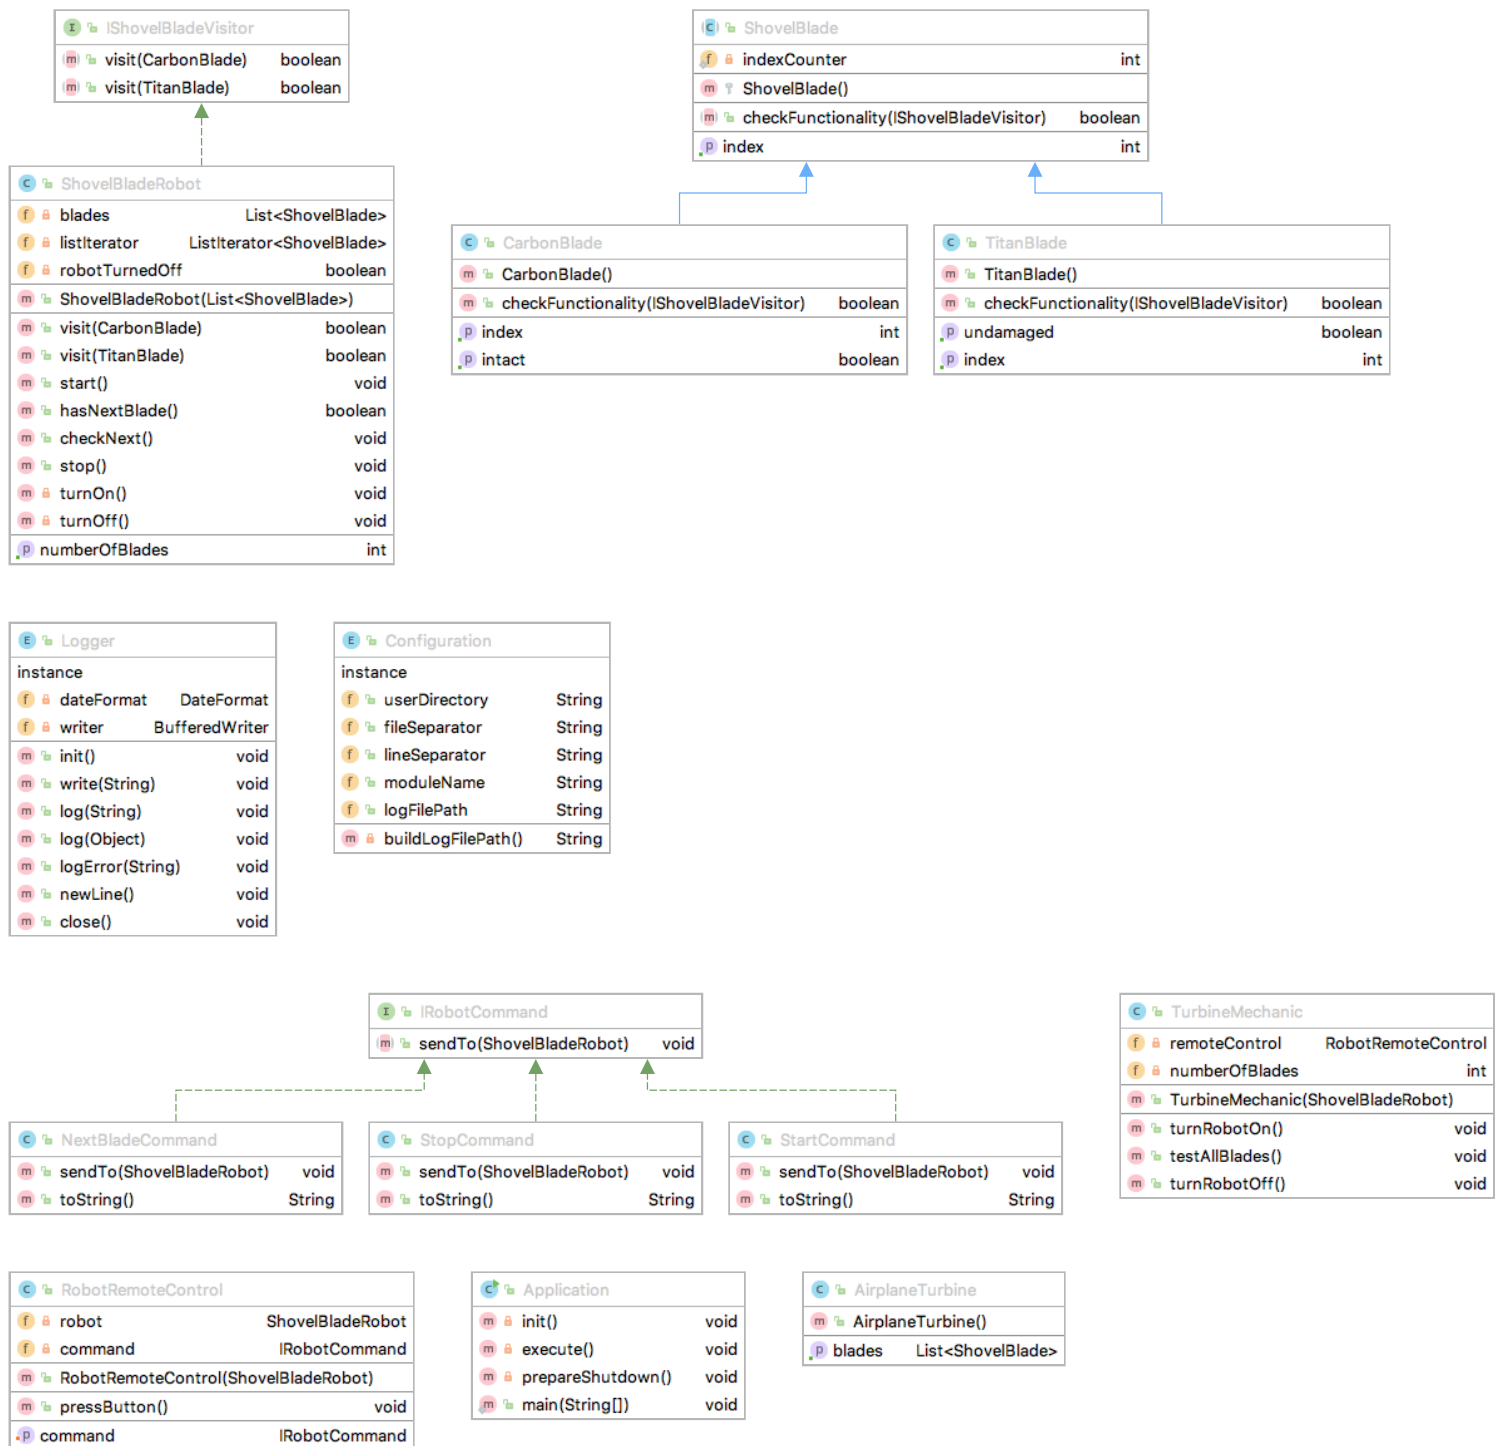 IShovelBladeVisitor
visit(CarbonBlade) boolean
visit(TitanBlade) boolean
ShovelBlade
indexCounter int
ShovelBlade()
checkFunctionality(IShovelBladeVisitor) boolean
index int
ShovelBladeRobot
blades List<ShovelBlade>
listIterator ListIterator<ShovelBlade>
robotTurnedOff boolean
ShovelBladeRobot(List<ShovelBlade>)
visit(CarbonBlade) boolean
visit(TitanBlade) boolean
start() void
hasNextBlade() boolean
checkNext() void
stop() void
turnOn() void
turnOff() void
numberOfBlades int
CarbonBlade
CarbonBlade()
checkFunctionality(IShovelBladeVisitor) boolean
index int
intact boolean
TitanBlade
TitanBlade()
checkFunctionality(IShovelBladeVisitor) boolean
undamaged boolean
index int
Logger
instance
dateFormat DateFormat
writer BufferedWriter
init() void
write(String) void
log(String) void
log(Object) void
logError(String) void
newLine() void
close() void
Configuration
instance
userDirectory String
fileSeparator String
lineSeparator String
moduleName String
logFilePath String
buildLogFilePath() String
IRobotCommand
sendTo(ShovelBladeRobot) void
TurbineMechanic
remoteControl RobotRemoteControl
numberOfBlades int
TurbineMechanic(ShovelBladeRobot)
turnRobotOn() void
testAllBlades() void
turnRobotOff() void
NextBladeCommand
sendTo(ShovelBladeRobot) void
toString() String
StopCommand
sendTo(ShovelBladeRobot) void
toString() String
StartCommand
sendTo(ShovelBladeRobot) void
toString() String
RobotRemoteControl
robot ShovelBladeRobot
command IRobotCommand
RobotRemoteControl(ShovelBladeRobot)
pressButton() void
command IRobotCommand
Application
init() void
execute() void
prepareShutdown() void
main(String[]) void
AirplaneTurbine
AirplaneTurbine()
blades List<ShovelBlade>